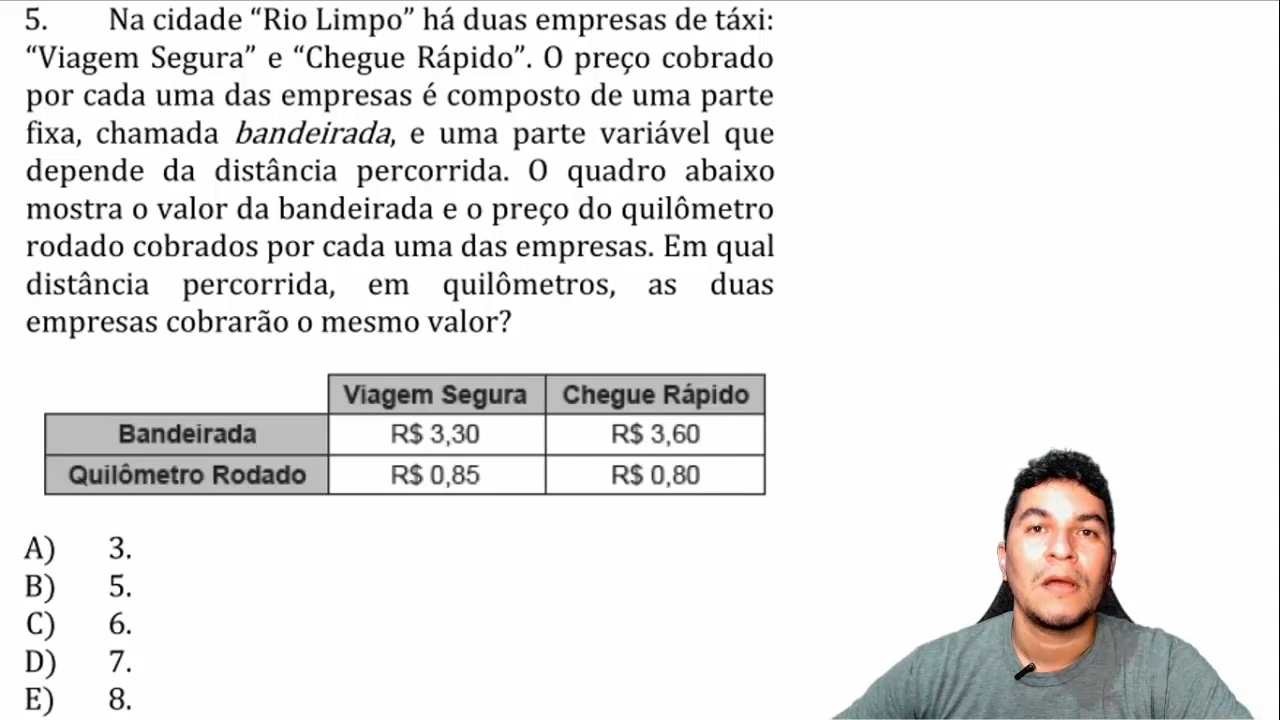 5. Na cidade “Rio Limpo” há duas empresas de táxi:
“Viagem Segura” e “Chegue Rápido”. O preço cobrado
por cada uma das empresas é composto de uma parte
fixa, chamada bandeirada, e uma parte variável que
depende da distância percorrida. O quadro abaixo
mostra o valor da bandeirada e o preço do quilômetro
rodado cobrados por cada uma das empresas. Em qual
distância percorrida, em quilômetros, as duas
empresas cobrarão o mesmo valor?
Viagem Segura Chegue Rápido
Bandeirada R$ 3,30 R$ 3,60
Quilômetro Rodado R$ 0,85 R$ 0,80
A) 3.
B) 5.
C) 6.
D) 7.
E) 8.